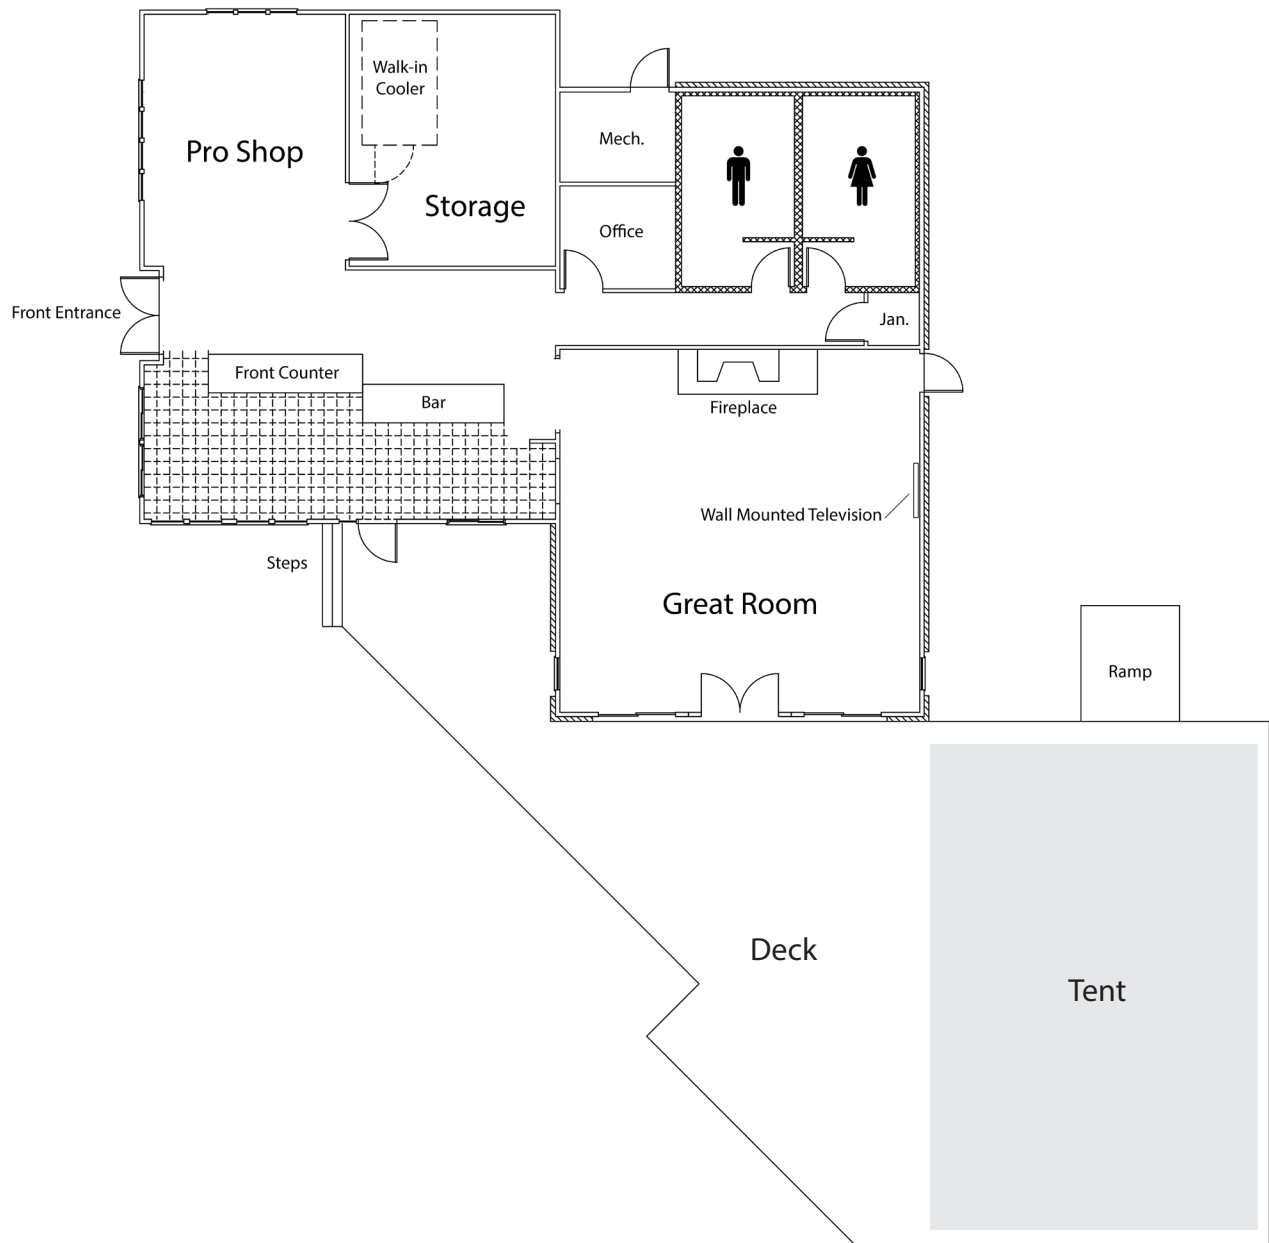 Walk-in
Cooler
Pro Shop
Mech.
Storage
Office
Front Entrance
Jan.
Front Counter
Bar
Fireplace
Wall Mounted Television
Steps
Great Room
Ramp
Deck
Tent